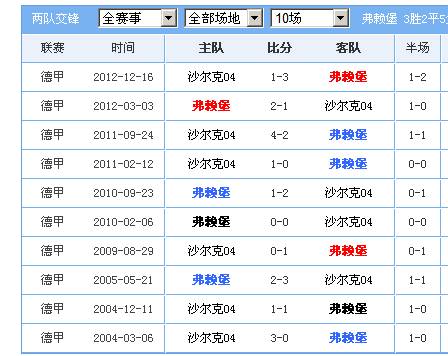 两队交锋 全赛事 全部场地 10场 弗赖堡 3胜2平5
联赛 时间 主队 比分 客队 半场
德甲 2012-12-16 沙尔克04 1-3 弗赖堡 1-2
德甲 2012-03-03 弗赖堡 2-1 沙尔克04 1-0
德甲 2011-09-24 沙尔克04 4-2 弗赖堡 1-1
德甲 2011-02-12 沙尔克04 1-0 弗赖堡 0-0
德甲 2010-09-23 弗赖堡 1-2 沙尔克04 0-1
德甲 2010-02-06 弗赖堡 0-0 沙尔克04 0-0
德甲 2009-08-29 沙尔克04 0-1 弗赖堡 0-1
德甲 2005-05-21 弗赖堡 2-3 沙尔克04 1-1
德甲 2004-12-11 沙尔克04 1-1 弗赖堡 1-0
德甲 2004-03-06 沙尔克04 3-0 弗赖堡 1-0